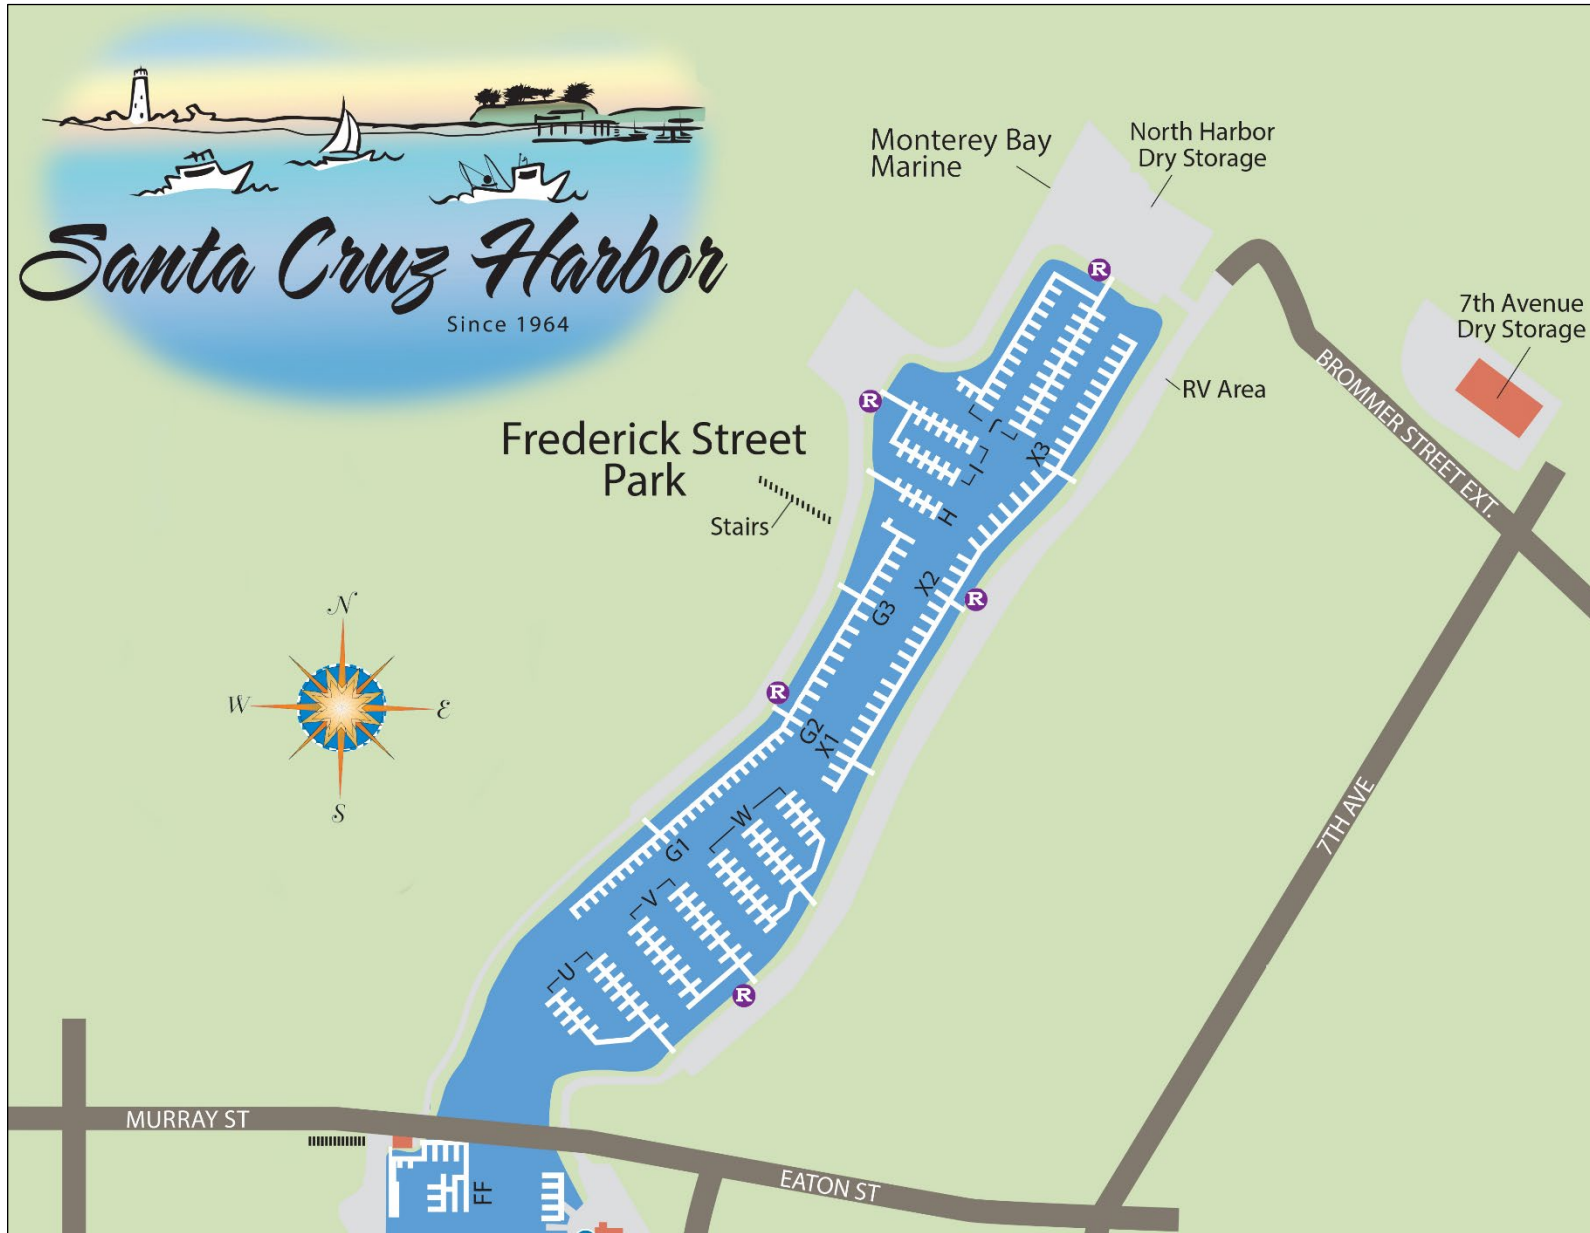 Santa Cruz Harbor
Since 1964
Monterey Bay
Marine
North Harbor
Dry Storage
7th Avenue
Dry Storage
RV Area
BROMMER STREET EXT.
R
R
Frederick Street
Park
Stairs
J
I
H
X3
X2
R
G3
R
G2
X1
W
G1
V
U
R
N
W
E
S
7TH AVE
MURRAY ST
EATON ST
FF